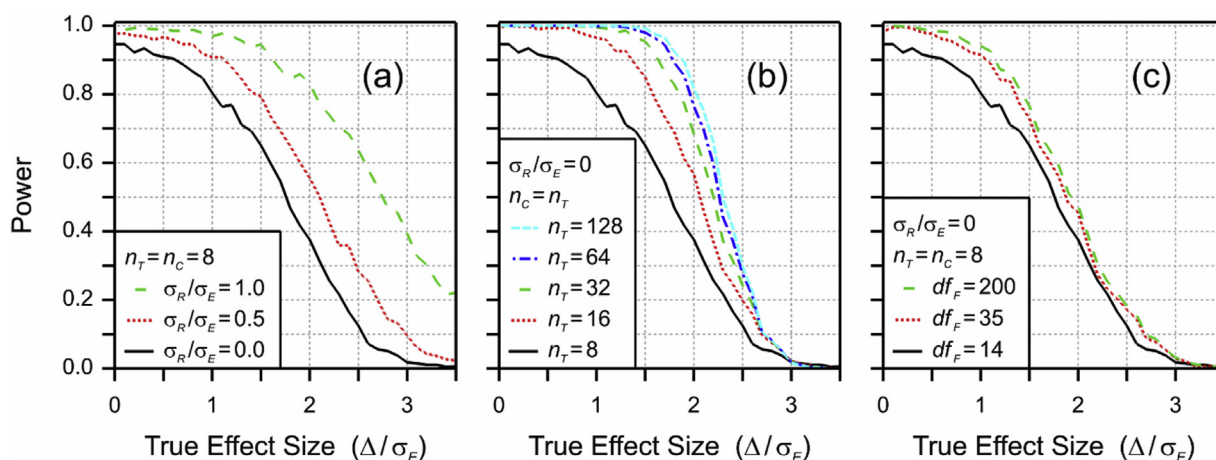 Power
1.0
0.8
0.6
0.4
0.2
0.0
(a)
n_T = n_C = 8
σ_R/σ_E = 1.0
σ_R/σ_E = 0.5
σ_R/σ_E = 0.0
0 1 2 3
True Effect Size (Δ/σ_E)
(b)
σ_R/σ_E = 0
n_C = n_T
n_T = 128
n_T = 64
n_T = 32
n_T = 16
n_T = 8
0 1 2 3
True Effect Size (Δ/σ_E)
(c)
σ_R/σ_E = 0
n_T = n_C = 8
df_F = 200
df_F = 35
df_F = 14
0 1 2 3
True Effect Size (Δ/σ_E)